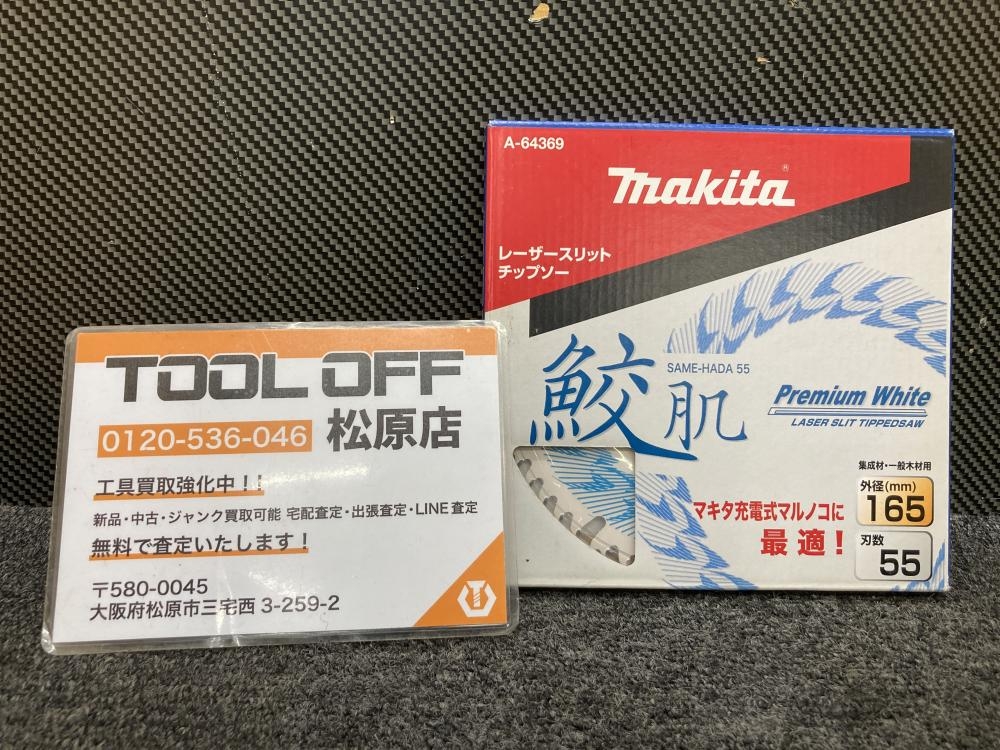 TOOL OFF
0120-536-046 松原店
工具買取強化中！！
新品・中古・ジャンク買取可能 宅配査定・出張査定・LINE査定
無料で査定いたします！
〒580-0045
大阪府松原市三宅西 3-259-2
A-64369
makita®
レーザースリット
チップソー
鮫肌
SAME-HADA 55
Premium White
LASER SLIT TIPPEDSAW
集成材・一般木材用
外径(mm)
165
マキタ充電式マルノコに
最適！
刃数
55